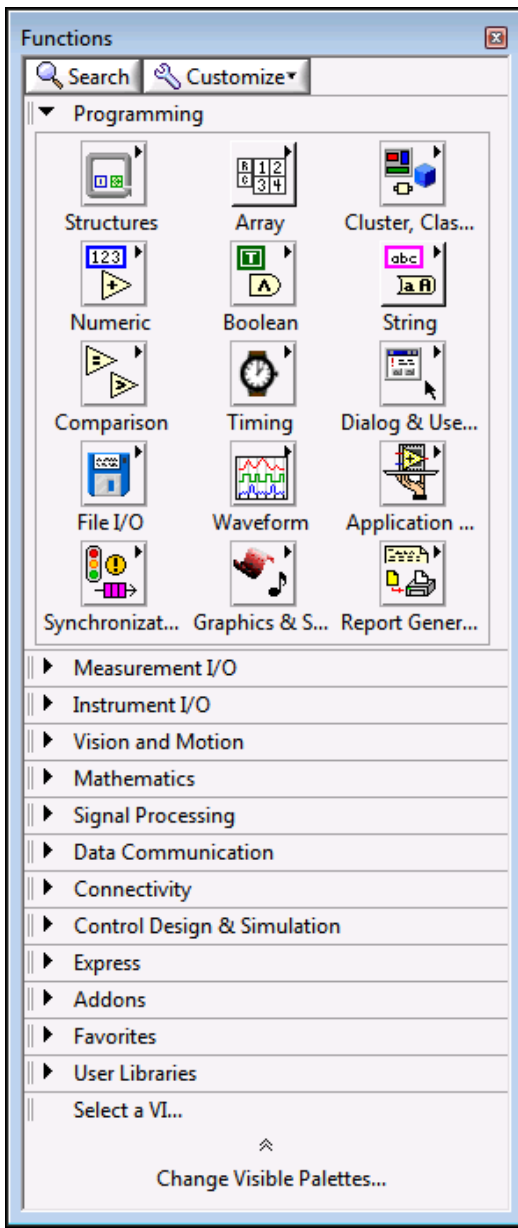 Functions
Search Customize
Programming
Structures Array Cluster, Clas...
Numeric Boolean String
Comparison Timing Dialog & Use...
File I/O Waveform Application ...
Synchronizat... Graphics & S... Report Gener...
Measurement I/O
Instrument I/O
Vision and Motion
Mathematics
Signal Processing
Data Communication
Connectivity
Control Design & Simulation
Express
Addons
Favorites
User Libraries
Select a VI...
Change Visible Palettes...